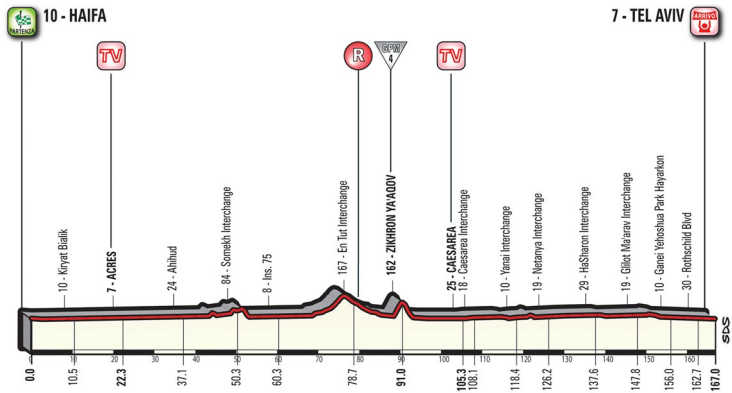 10 - HAIFA
7 - TEL AVIV
PARTENZA
ARRIVO
TV
R
GPM
4
TV
10 - Kiryat Bialik
7 - ACRES
24 - Ahihud
84 - Somekh Interchange
8 - Ins. 75
167 - En Tut Interchange
162 - ZIKHRON YA'AQOV
25 - CAESAREA
18 - Caesarea Interchange
10 - Yanai Interchange
19 - Netanya Interchange
29 - HaSharon Interchange
19 - Glilot Ma'arav Interchange
10 - Ganei Yehoshua Park Hayarkon
30 - Rothschild Blvd
SDS
0 10 20 30 40 50 60 70 80 90 100 110 120 130 140 150 160
0.0
10.5
22.3
37.1
50.3
60.3
78.7
91.0
105.3
108.1
118.4
126.2
137.6
147.8
156.0
162.7
167.0